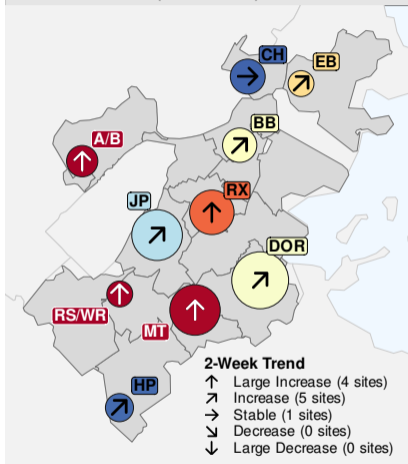 CH
EB
BB
A/B
RX
JP
DOR
RS/WR
MT
HP
2-Week Trend
↑ Large Increase (4 sites)
↗ Increase (5 sites)
→ Stable (1 sites)
↘ Decrease (0 sites)
↓ Large Decrease (0 sites)